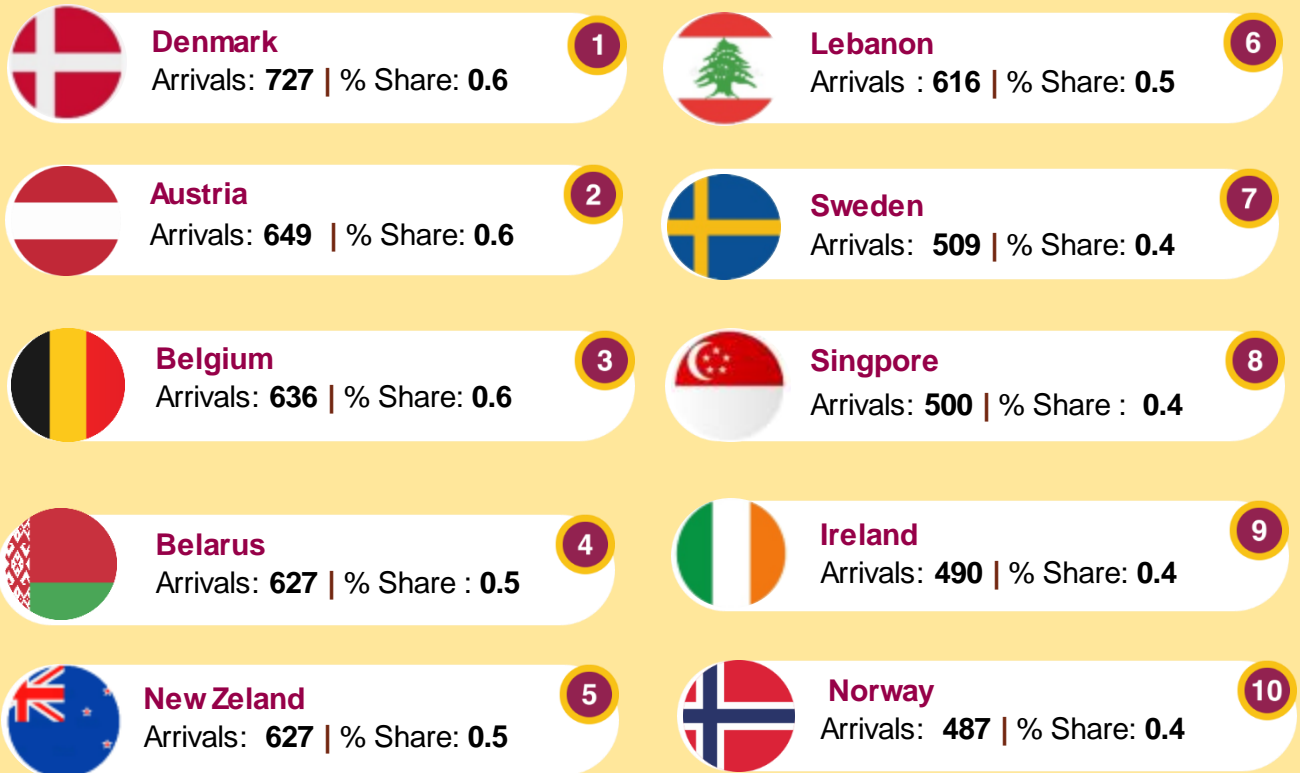 Denmark
1
Arrivals: 727 | % Share: 0.6
Austria
2
Arrivals: 649 | % Share: 0.6
Belgium
3
Arrivals: 636 | % Share: 0.6
Belarus
4
Arrivals: 627 | % Share : 0.5
New Zeland
5
Arrivals: 627 | % Share: 0.5
Lebanon
6
Arrivals : 616 | % Share: 0.5
Sweden
7
Arrivals: 509 | % Share: 0.4
Singpore
8
Arrivals: 500 | % Share : 0.4
Ireland
9
Arrivals: 490 | % Share: 0.4
Norway
10
Arrivals: 487 | % Share: 0.4